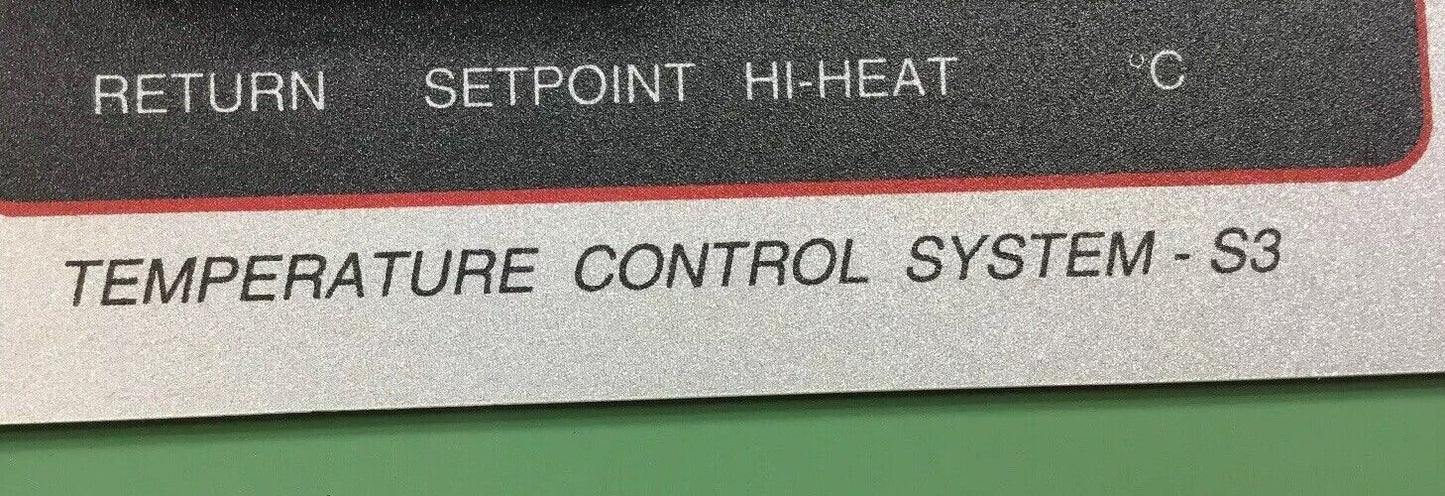 RETURN SETPOINT HI-HEAT °C
TEMPERATURE CONTROL SYSTEM - S3